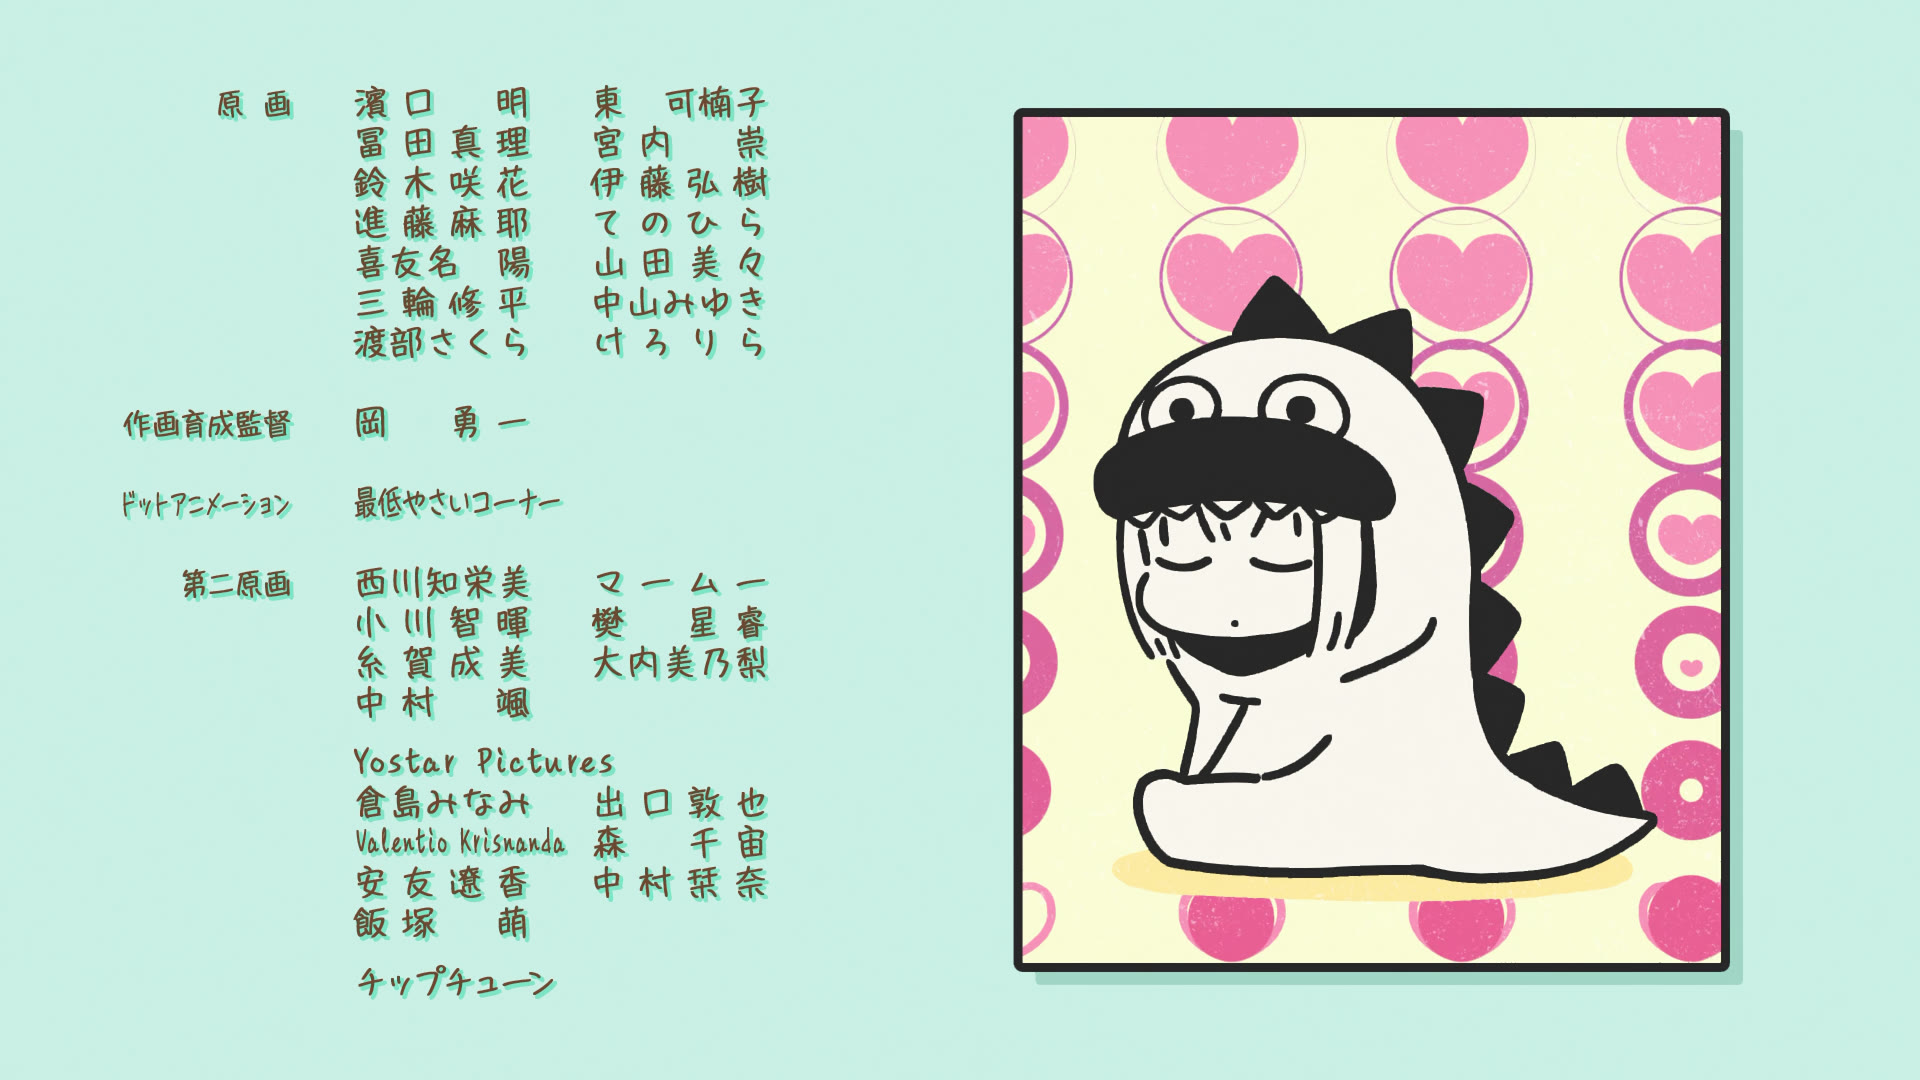 原画 濱口 明 東 可楠子
冨田真理 宮内 崇
鈴木咲花 伊藤弘樹
進藤麻耶 てのひら
喜友名 陽 山田美々
三輪修平 中山みゆき
渡部さくら けろりら
作画育成監督 岡 勇一
ドットアニメーション 最低やさいコーナー
第二原画 西川知栄美 マームー
小川智暉 樊 星睿
糸賀成美 大内美乃梨
中村 颯
Yostar Pictures
倉島みなみ 出口敦也
Valentio Krisnanda 森 千宙
安友遼香 中村栞奈
飯塚 萌
チップチューン